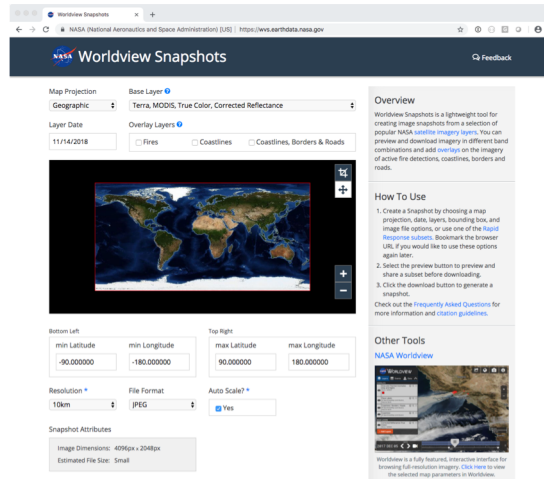 Worldview Snapshots
NASA (National Aeronautics and Space Administration) [US] | https://wvs.earthdata.nasa.gov
NASA
Worldview Snapshots
Feedback
Map Projection
Base Layer
Geographic
Terra, MODIS, True Color, Corrected Reflectance
Layer Date
Overlay Layers
11/14/2018
Fires
Coastlines
Coastlines, Borders & Roads
Bottom Left
Top Right
min Latitude
min Longitude
max Latitude
max Longitude
-90.000000
-180.000000
90.000000
180.000000
Resolution *
File Format
Auto Scale? *
10km
JPEG
Yes
Snapshot Attributes
Image Dimensions: 4096px x 2048px
Estimated File Size: Small
Overview
Worldview Snapshots is a lightweight tool for
creating image snapshots from a selection of
popular NASA satellite imagery layers. You can
preview and download imagery in different band
combinations and add overlays on the imagery
of active fire detections, coastlines, borders and
roads.
How To Use
1. Create a Snapshot by choosing a map
projection, date, layers, bounding box, and
image file options, or use one of the Rapid
Response subsets. Bookmark the browser
URL if you would like to use these options
again later.
2. Select the preview button to preview and
share a subset before downloading.
3. Click the download button to generate a
snapshot.
Check out the Frequently Asked Questions for
more information and citation guidelines.
Other Tools
NASA Worldview
Worldview
Worldview is a fully featured, interactive interface for
browsing full-resolution imagery. Click Here to view
the selected map parameters in Worldview.